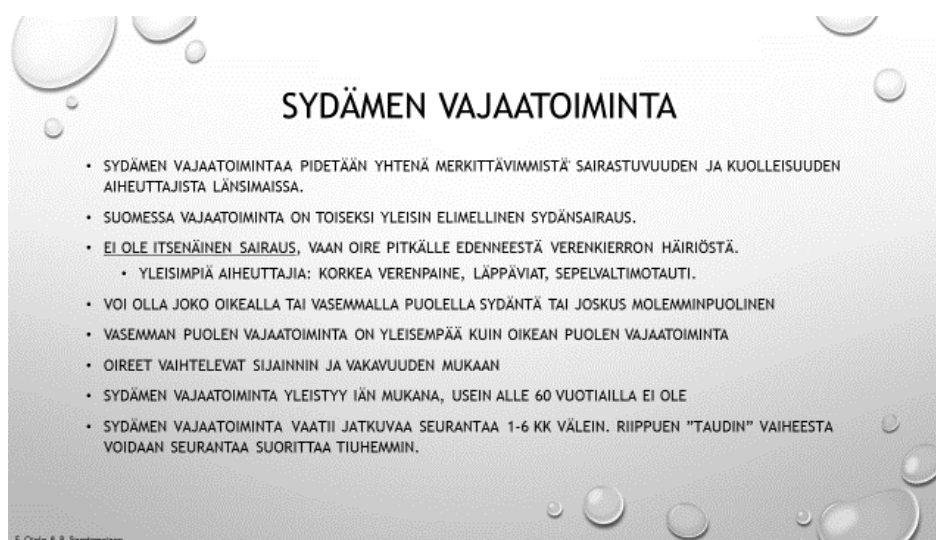 SYDÄMEN VAJAATOIMINTA
• SYDÄMEN VAJAATOIMINTAA PIDETÄÄN YHTENÄ MERKITTÄVIMMISTÄ SAIRASTUVUUDEN JA KUOLLEISUUDEN
AIHEUTTAJISTA LÄNSIMAISSA.
• SUOMESSA VAJAATOIMINTA ON TOISEKSI YLEISIN ELIMELLINEN SYDÄNSAIRAUS.
• EI OLE ITSENÄINEN SAIRAUS, VAAN OIRE PITKÄLLE EDENNEESTÄ VERENKIERRON HÄIRIÖSTÄ.
• YLEISIMPIÄ AIHEUTTAJIA: KORKEA VERENPAINE, LÄPPÄVIAT, SEPELVALTIMOTAUTI.
• VOI OLLA JOKO OIKEALLA TAI VASEMMALLA PUOLELLA SYDÄNTÄ TAI JOSKUS MOLEMMINPUOLINEN
• VASEMMAN PUOLEN VAJAATOIMINTA ON YLEISEMPÄÄ KUIN OIKEAN PUOLEN VAJAATOIMINTA
• OIREET VAIHTELEVAT SIJAINNIN JA VAKAVUUDEN MUKAAN
• SYDÄMEN VAJAATOIMINTA YLEISTYY IÄN MUKANA, USEIN ALLE 60 VUOTIAILLA EI OLE
• SYDÄMEN VAJAATOIMINTA VAATII JATKUVAA SEURANTAA 1-6 KK VÄLEIN. RIIPPUEN ”TAUDIN” VAIHEESTA
VOIDAAN SEURANTAA SUORITTAA TIUHEMMIN.